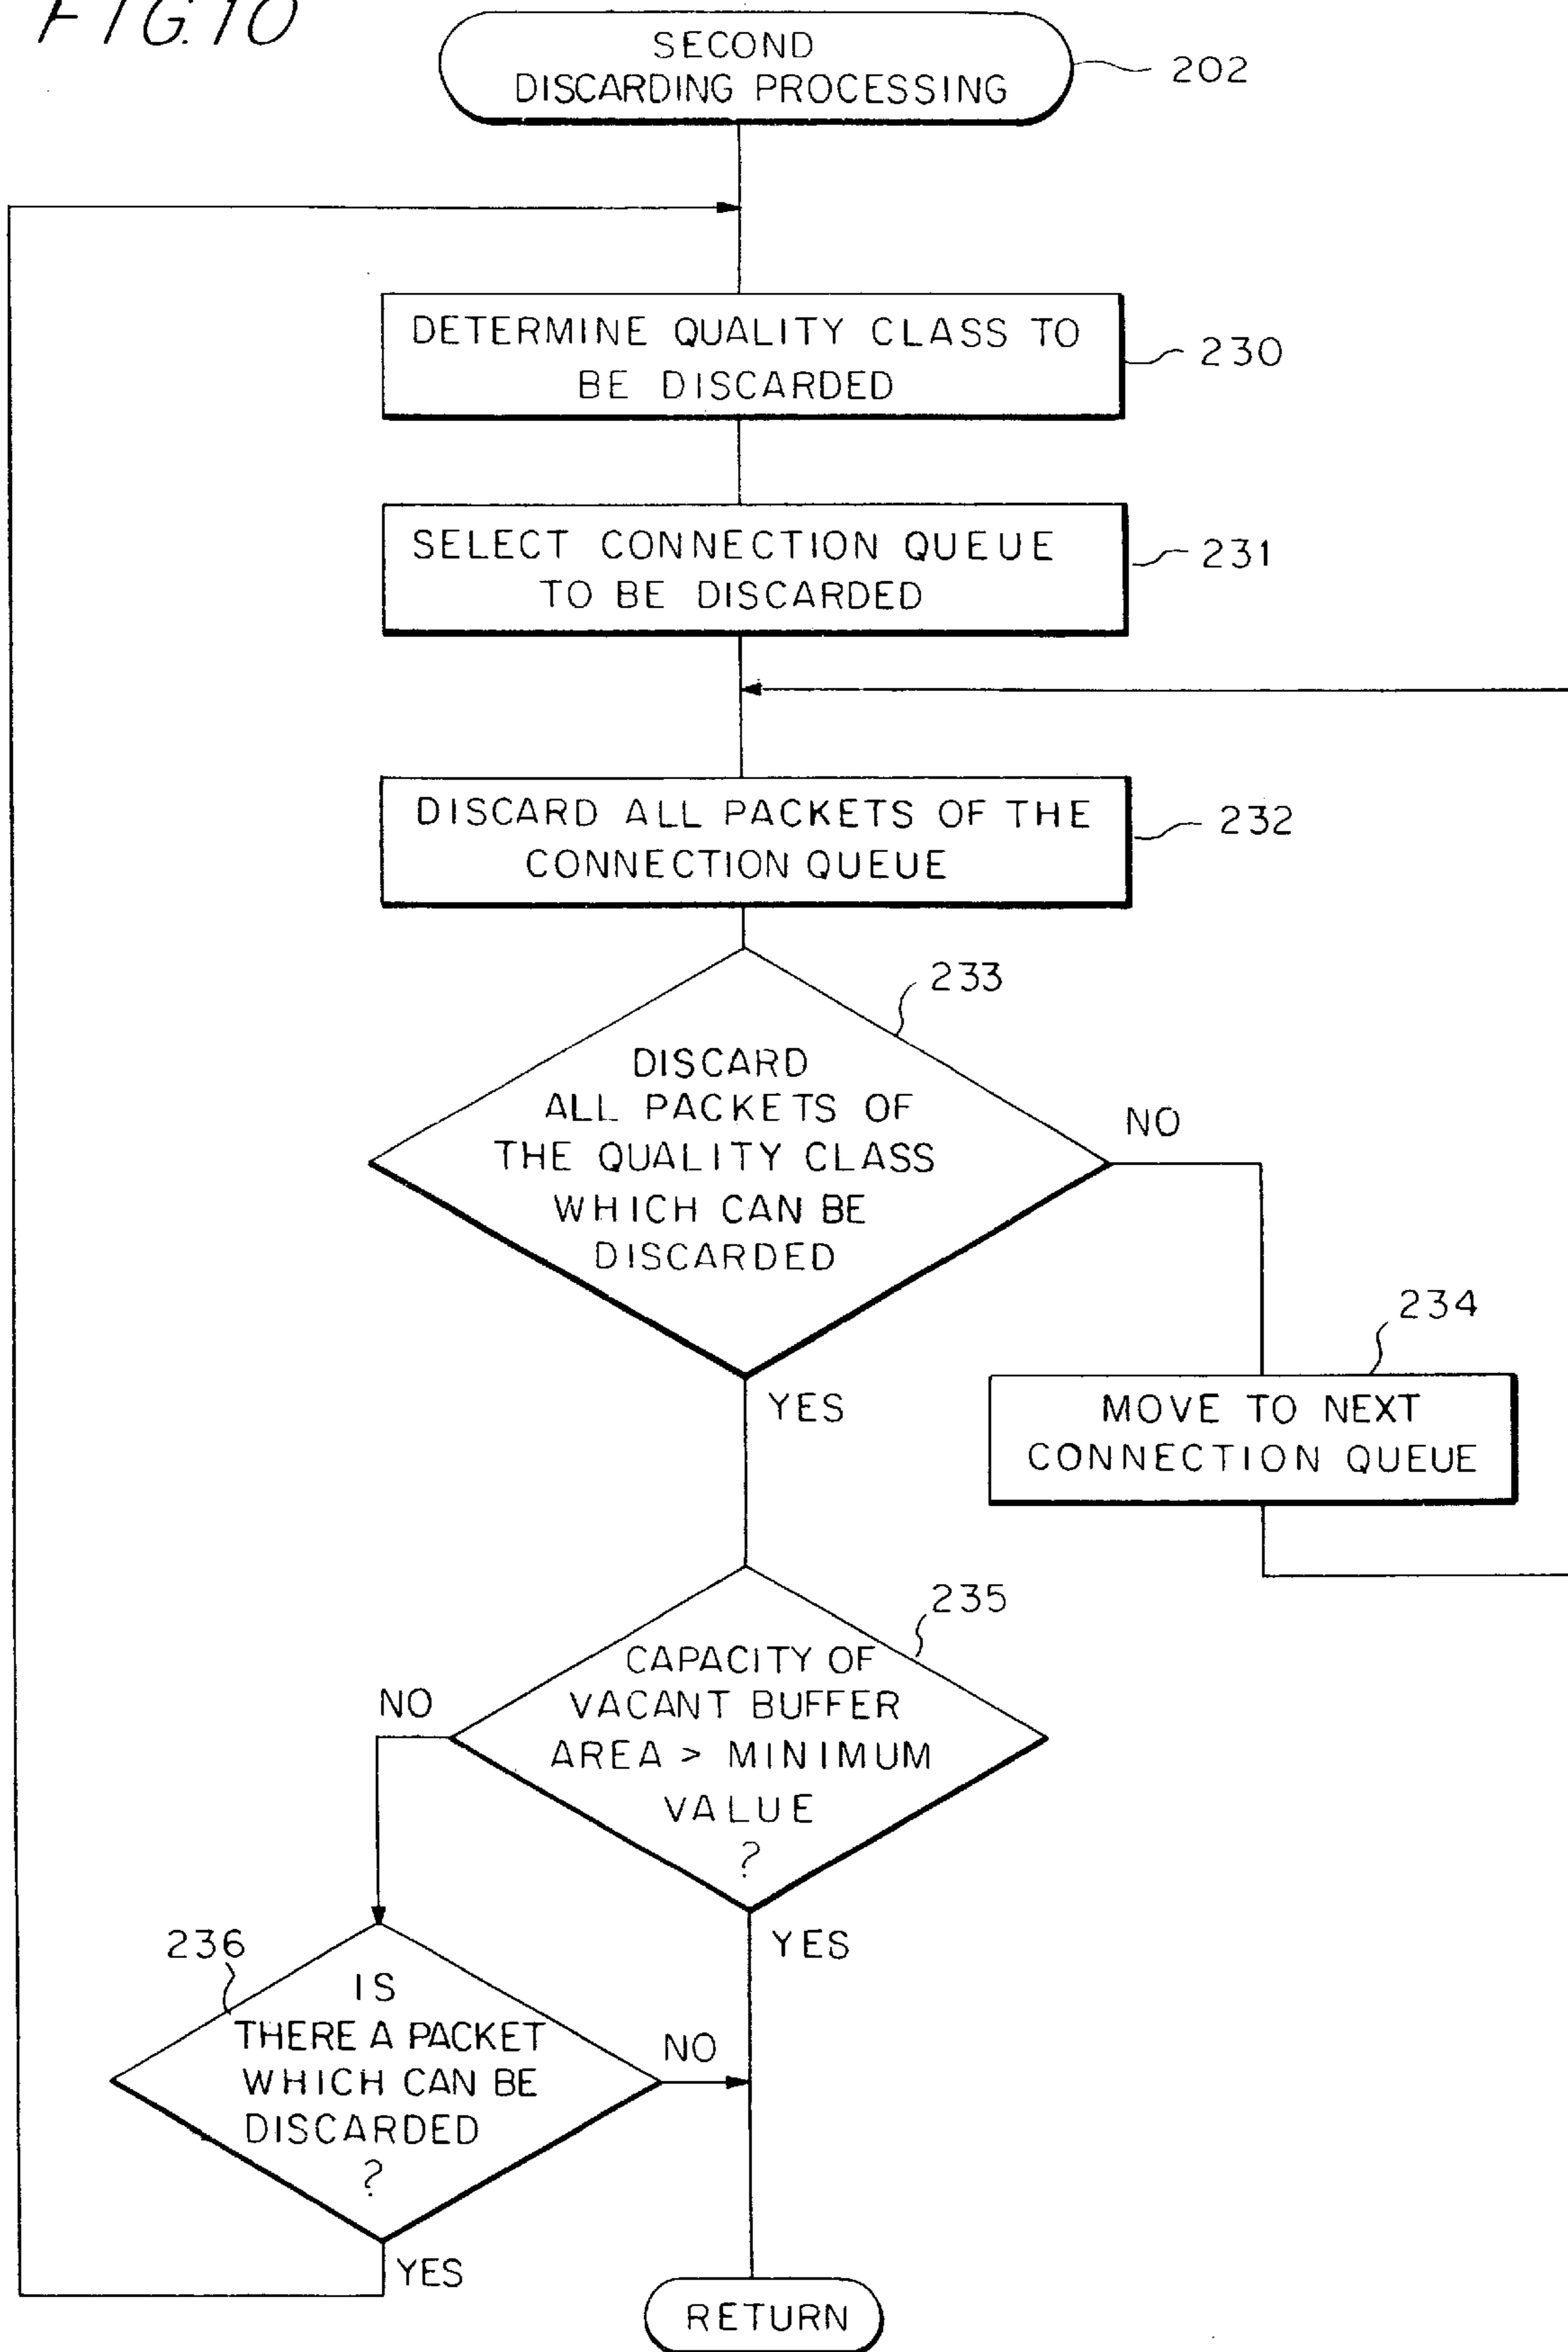 FIG.10
SECOND
DISCARDING PROCESSING
202
DETERMINE QUALITY CLASS TO
BE DISCARDED
230
SELECT CONNECTION QUEUE
TO BE DISCARDED
231
DISCARD ALL PACKETS OF THE
CONNECTION QUEUE
232
233
DISCARD
ALL PACKETS OF
THE QUALITY CLASS
WHICH CAN BE
DISCARDED
NO
YES
234
MOVE TO NEXT
CONNECTION QUEUE
235
CAPACITY OF
VACANT BUFFER
AREA > MINIMUM
VALUE
?
NO
YES
236
IS
THERE A PACKET
WHICH CAN BE
DISCARDED
?
NO
YES
RETURN